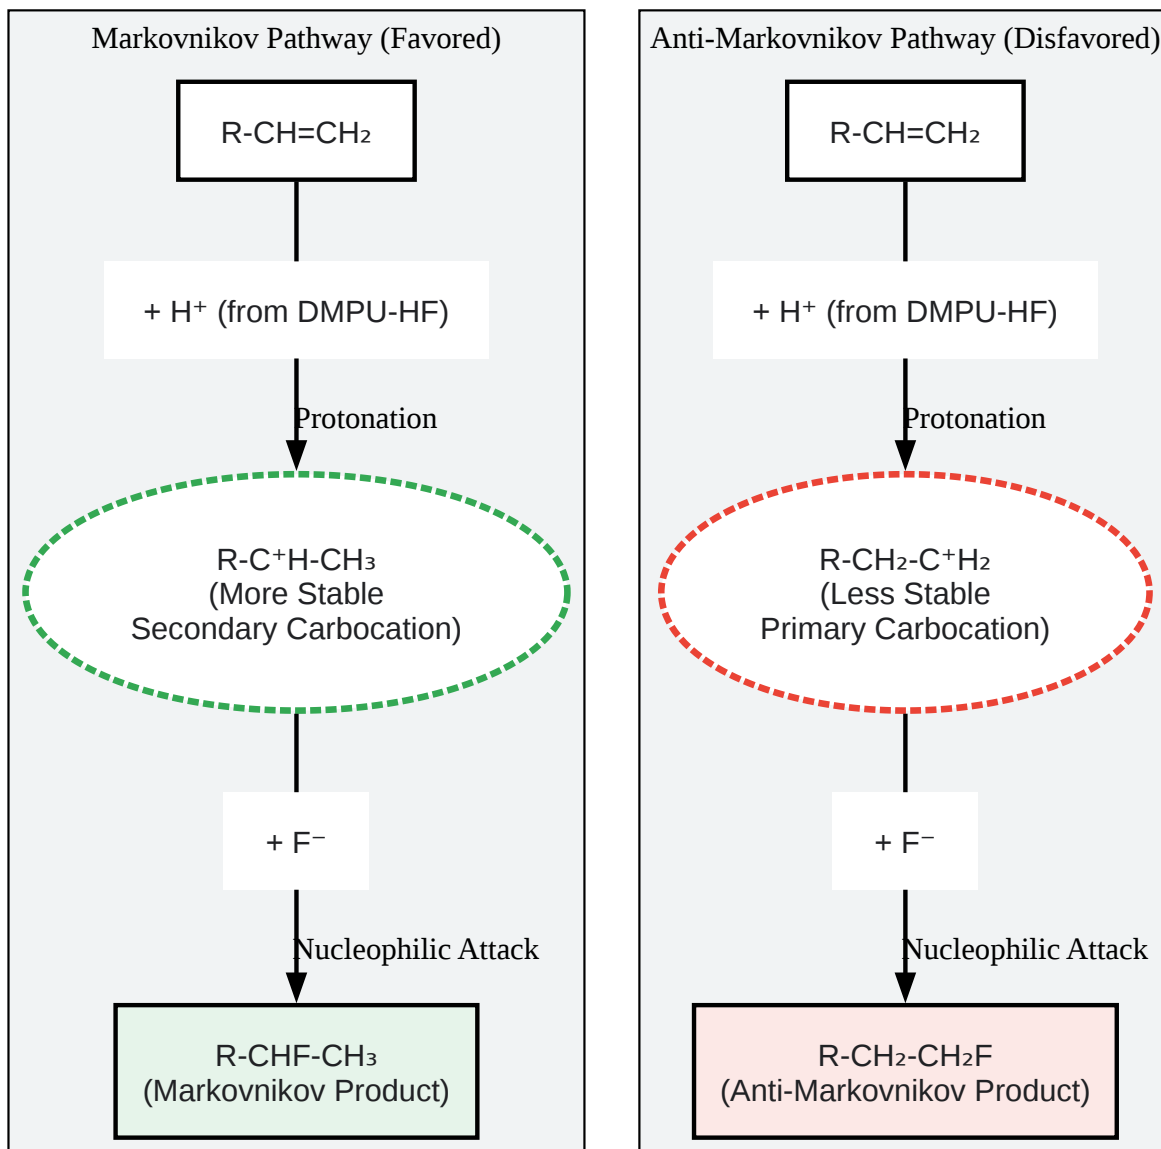 Markovnikov Pathway (Favored)
R-CH=CH₂
+ H⁺ (from DMPU-HF)
Protonation
R-C⁺H-CH₃
(More Stable
Secondary Carbocation)
+ F⁻
Nucleophilic Attack
R-CHF-CH₃
(Markovnikov Product)
Anti-Markovnikov Pathway (Disfavored)
R-CH=CH₂
+ H⁺ (from DMPU-HF)
Protonation
R-CH₂-C⁺H₂
(Less Stable
Primary Carbocation)
+ F⁻
Nucleophilic Attack
R-CH₂-CH₂F
(Anti-Markovnikov Product)